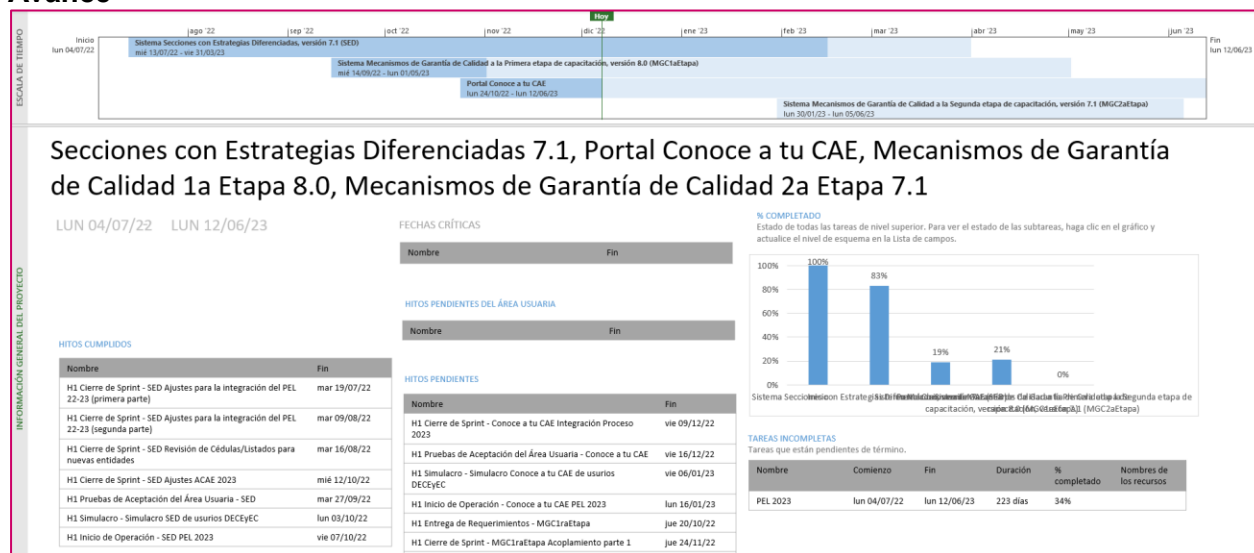 Avance
Hoy
ago '22 sep '22 oct '22 nov '22 dic '22 ene '23 feb '23 mar '23 abr '23 may '23 jun '23
ESCALA DE TIEMPO
Inicio
lun 04/07/22
Sistema Secciones con Estrategias Diferenciadas, versión 7.1 (SED)
mié 13/07/22 - vie 31/03/23
Sistema Mecanismos de Garantía de Calidad a la Primera etapa de capacitación, versión 8.0 (MGC1aEtapa)
mié 14/09/22 - lun 01/05/23
Portal Conoce a tu CAE
lun 24/10/22 - lun 12/06/23
Sistema Mecanismos de Garantía de Calidad a la Segunda etapa de capacitación, versión 7.1 (MGC2aEtapa)
lun 30/01/23 - lun 05/06/23
Fin
lun 12/06/23
INFORMACIÓN GENERAL DEL PROYECTO
Secciones con Estrategias Diferenciadas 7.1, Portal Conoce a tu CAE, Mecanismos de Garantía
de Calidad 1a Etapa 8.0, Mecanismos de Garantía de Calidad 2a Etapa 7.1
LUN 04/07/22 LUN 12/06/23
HITOS CUMPLIDOS
Nombre Fin
H1 Cierre de Sprint - SED Ajustes para la integración del PEL mar 19/07/22
22-23 (primera parte)
H1 Cierre de Sprint - SED Ajustes para la integración del PEL mar 09/08/22
22-23 (segunda parte)
H1 Cierre de Sprint - SED Revisión de Cédulas/Listados para mar 16/08/22
nuevas entidades
H1 Cierre de Sprint - SED Ajustes ACAE 2023 mié 12/10/22
H1 Pruebas de Aceptación del Área Usuaria - SED mar 27/09/22
H1 Simulacro - Simulacro SED de usurios DECEyEC lun 03/10/22
H1 Inicio de Operación - SED PEL 2023 vie 07/10/22
FECHAS CRÍTICAS
Nombre Fin
HITOS PENDIENTES DEL ÁREA USUARIA
Nombre Fin
HITOS PENDIENTES
Nombre Fin
H1 Cierre de Sprint - Conoce a tu CAE Integración Proceso vie 09/12/22
2023
H1 Pruebas de Aceptación del Área Usuaria - Conoce a tu CAE vie 16/12/22
H1 Simulacro - Simulacro Conoce a tu CAE de usurios vie 06/01/23
DECEyEC
H1 Inicio de Operación - Conoce a tu CAE PEL 2023 lun 16/01/23
H1 Entrega de Requerimientos - MGC1raEtapa jue 20/10/22
H1 Cierre de Sprint - MGC1raEtapa Acoplamiento parte 1 jue 24/11/22
% COMPLETADO
Estado de todas las tareas de nivel superior. Para ver el estado de las subtareas, haga clic en el gráfico y
actualice el nivel de esquema en la Lista de campos.
100%
80%
60%
40%
20%
0%
100%
83%
19%
21%
0%
TAREAS INCOMPLETAS
Tareas que están pendientes de término.
Nombre Comienzo Fin Duración % completado Nombres de los recursos
PEL 2023 lun 04/07/22 lun 12/06/23 223 días 34%